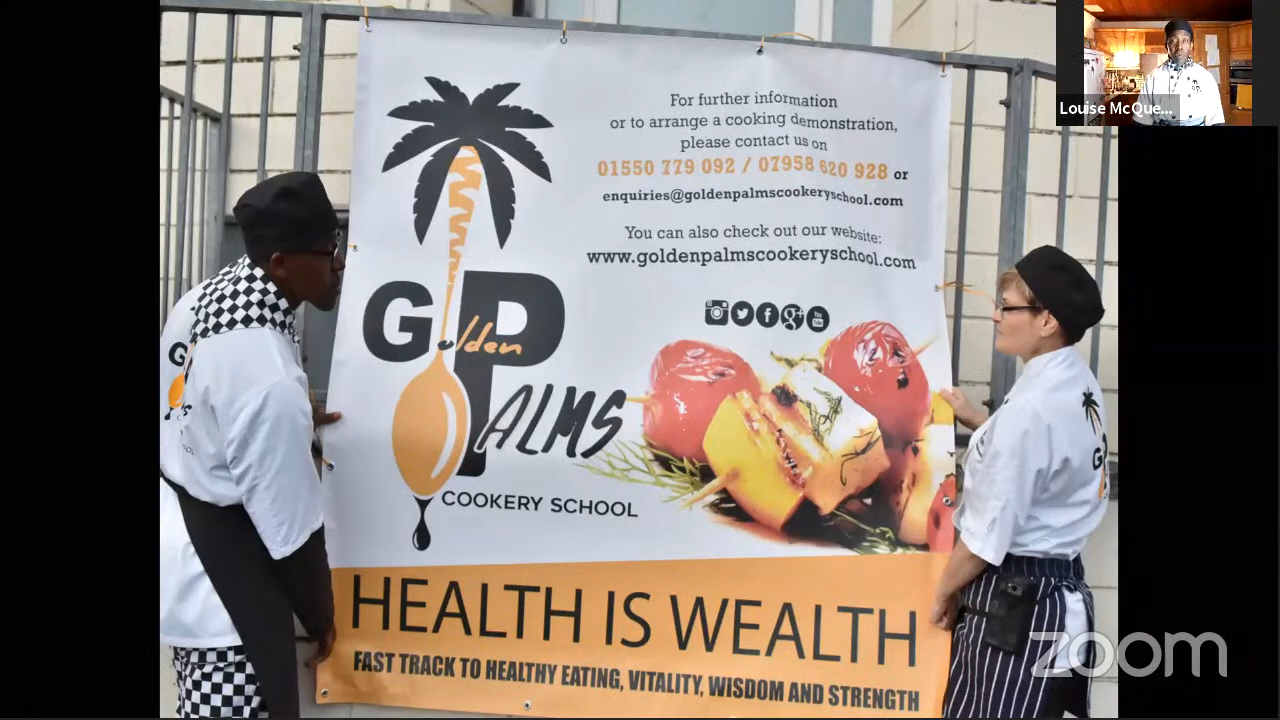 Louise McQue...
For further information
or to arrange a cooking demonstration,
please contact us on
01550 779 092 / 07958 620 928 or
enquiries@goldenpalmscookeryschool.com
You can also check out our website:
www.goldenpalmscookeryschool.com
Golden
PALMS
COOKERY SCHOOL
HEALTH IS WEALTH
FAST TRACK TO HEALTHY EATING, VITALITY, WISDOM AND STRENGTH
zoom